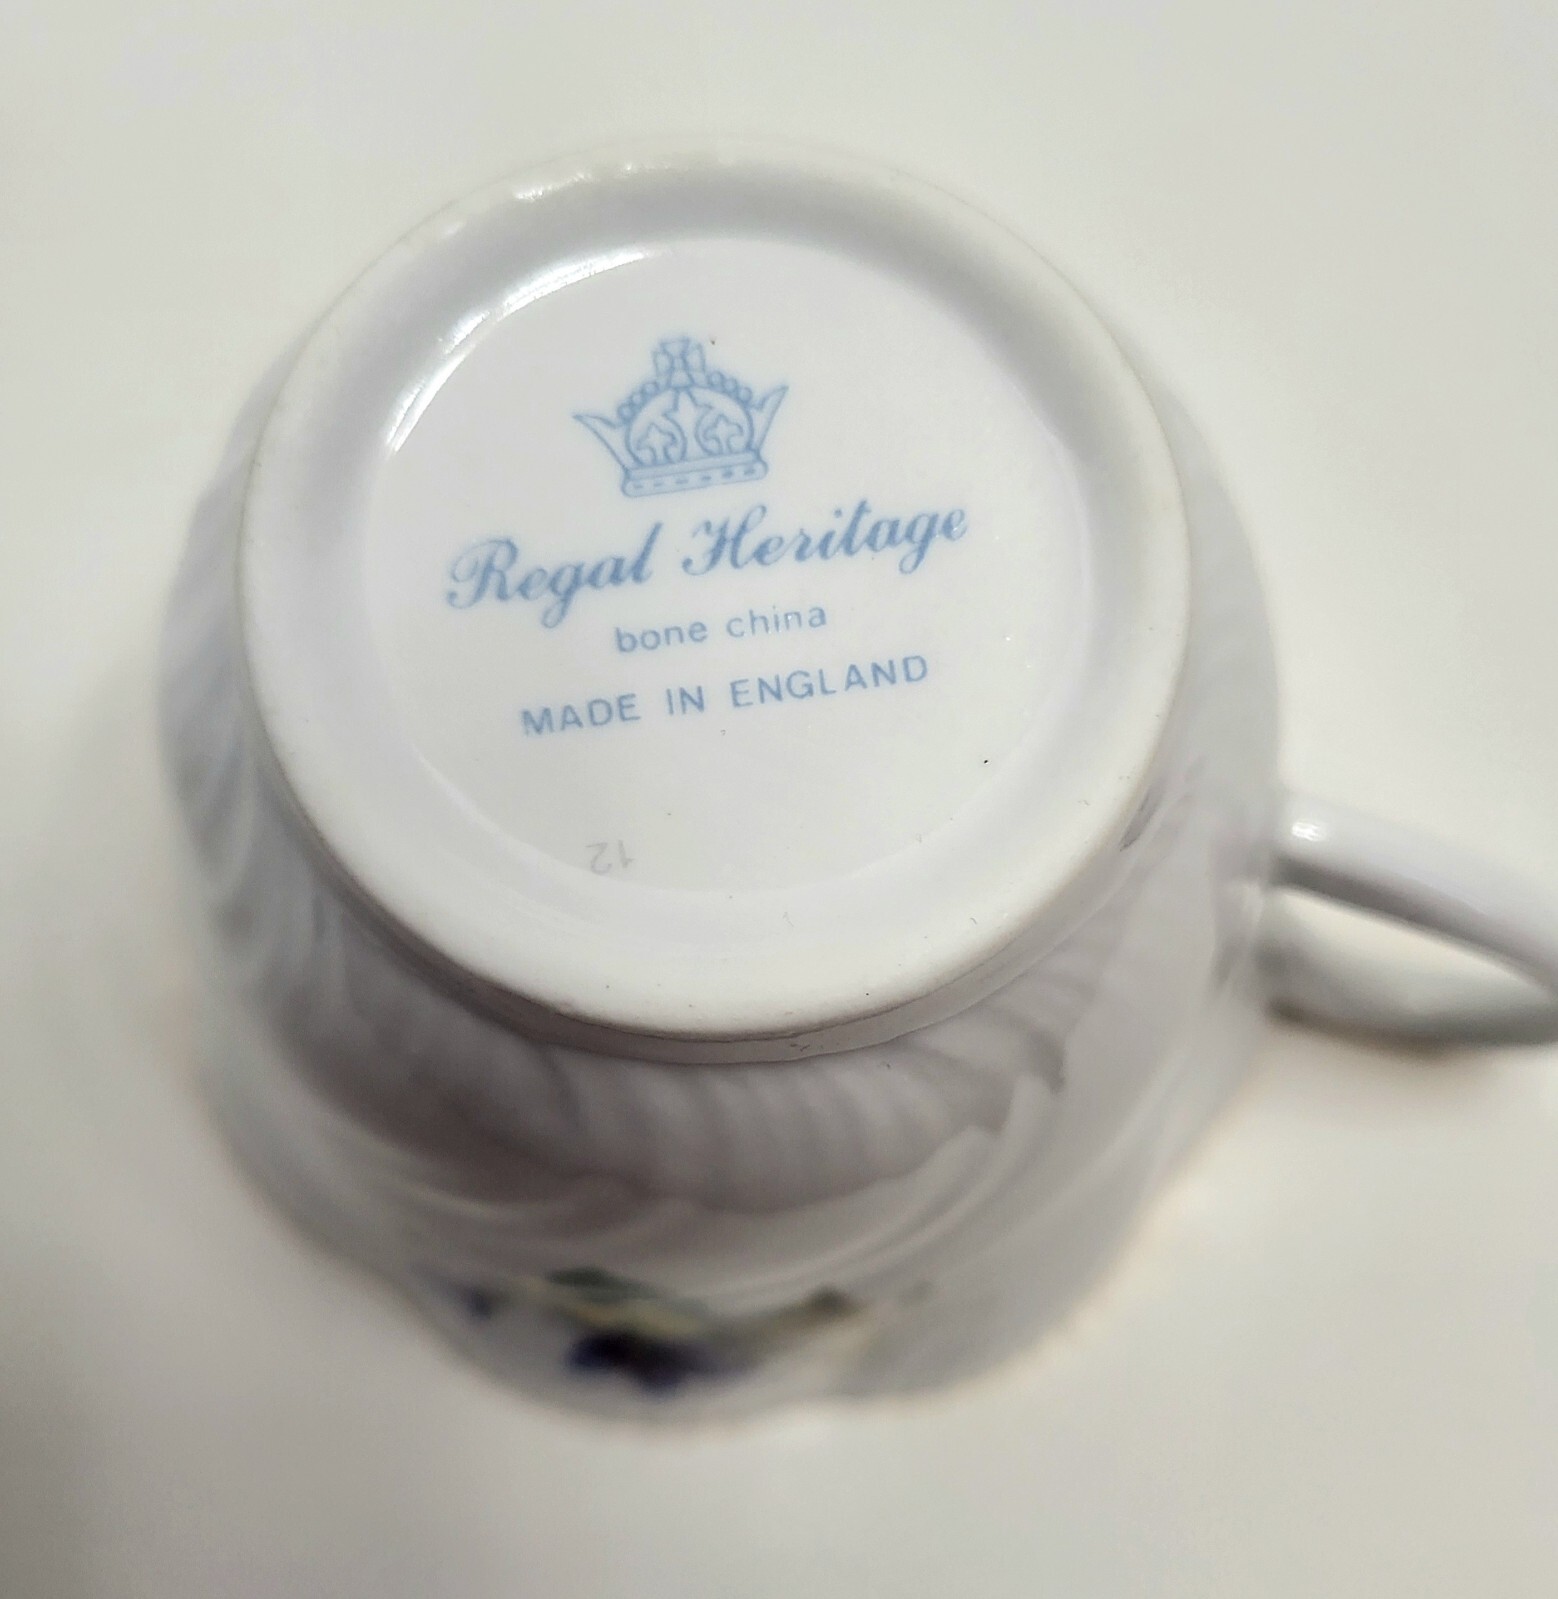 Regal Heritage
bone china
MADE IN ENGLAND
12